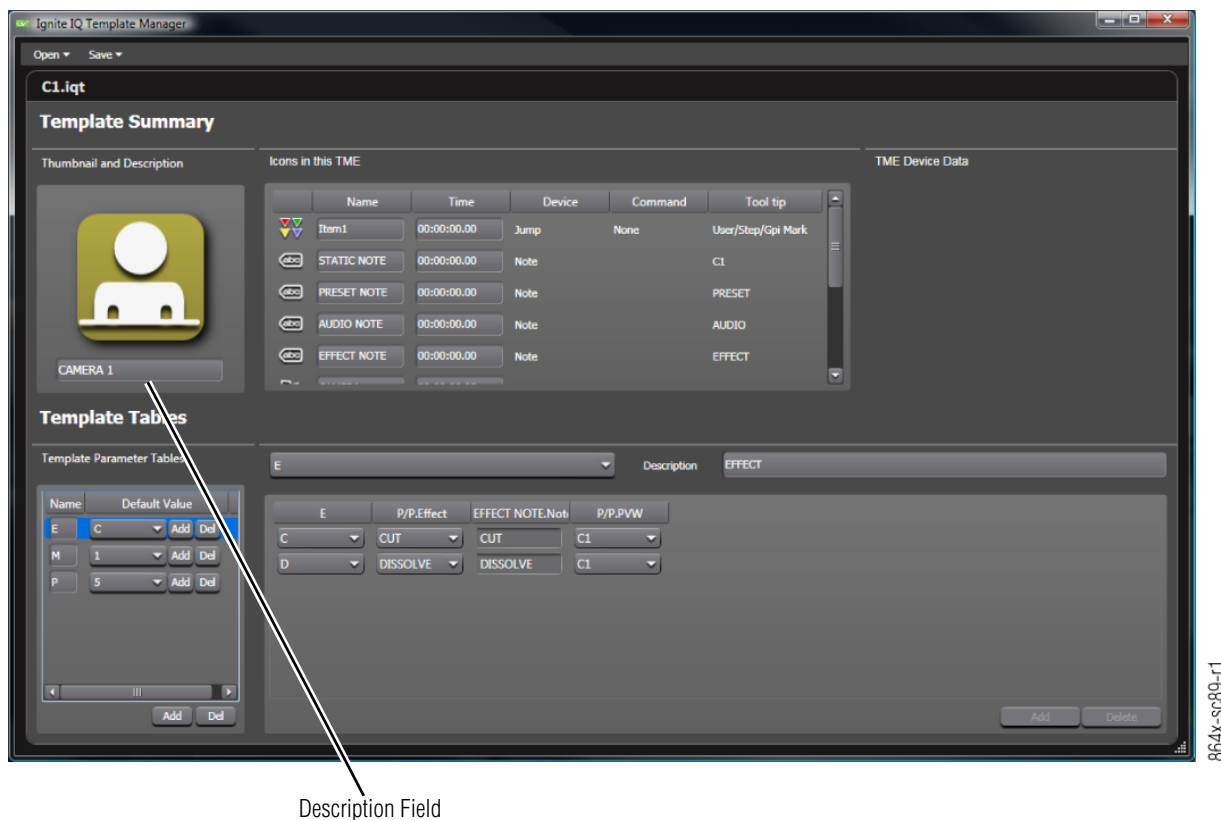 Ignite IQ Template Manager
Open Save
C1.iqt
Template Summary
Thumbnail and Description
Icons in this TME
TME Device Data
Name Time Device Command Tool tip
Item1 00:00:00.00 Jump None User/Step/Gpi Mark
abc STATIC NOTE 00:00:00.00 Note C1
abc PRESET NOTE 00:00:00.00 Note PRESET
abc AUDIO NOTE 00:00:00.00 Note AUDIO
abc EFFECT NOTE 00:00:00.00 Note EFFECT
CAMERA 1
Template Tables
Template Parameter Tables
E Description EFFECT
Name Default Value
E C Add Del
M 1 Add Del
P 5 Add Del
Add Del
E P/P.Effect EFFECT NOTE.Not P/P.PVW
C CUT CUT C1
D DISSOLVE DISSOLVE C1
Add Delete
864x-sc89-r1
Description Field